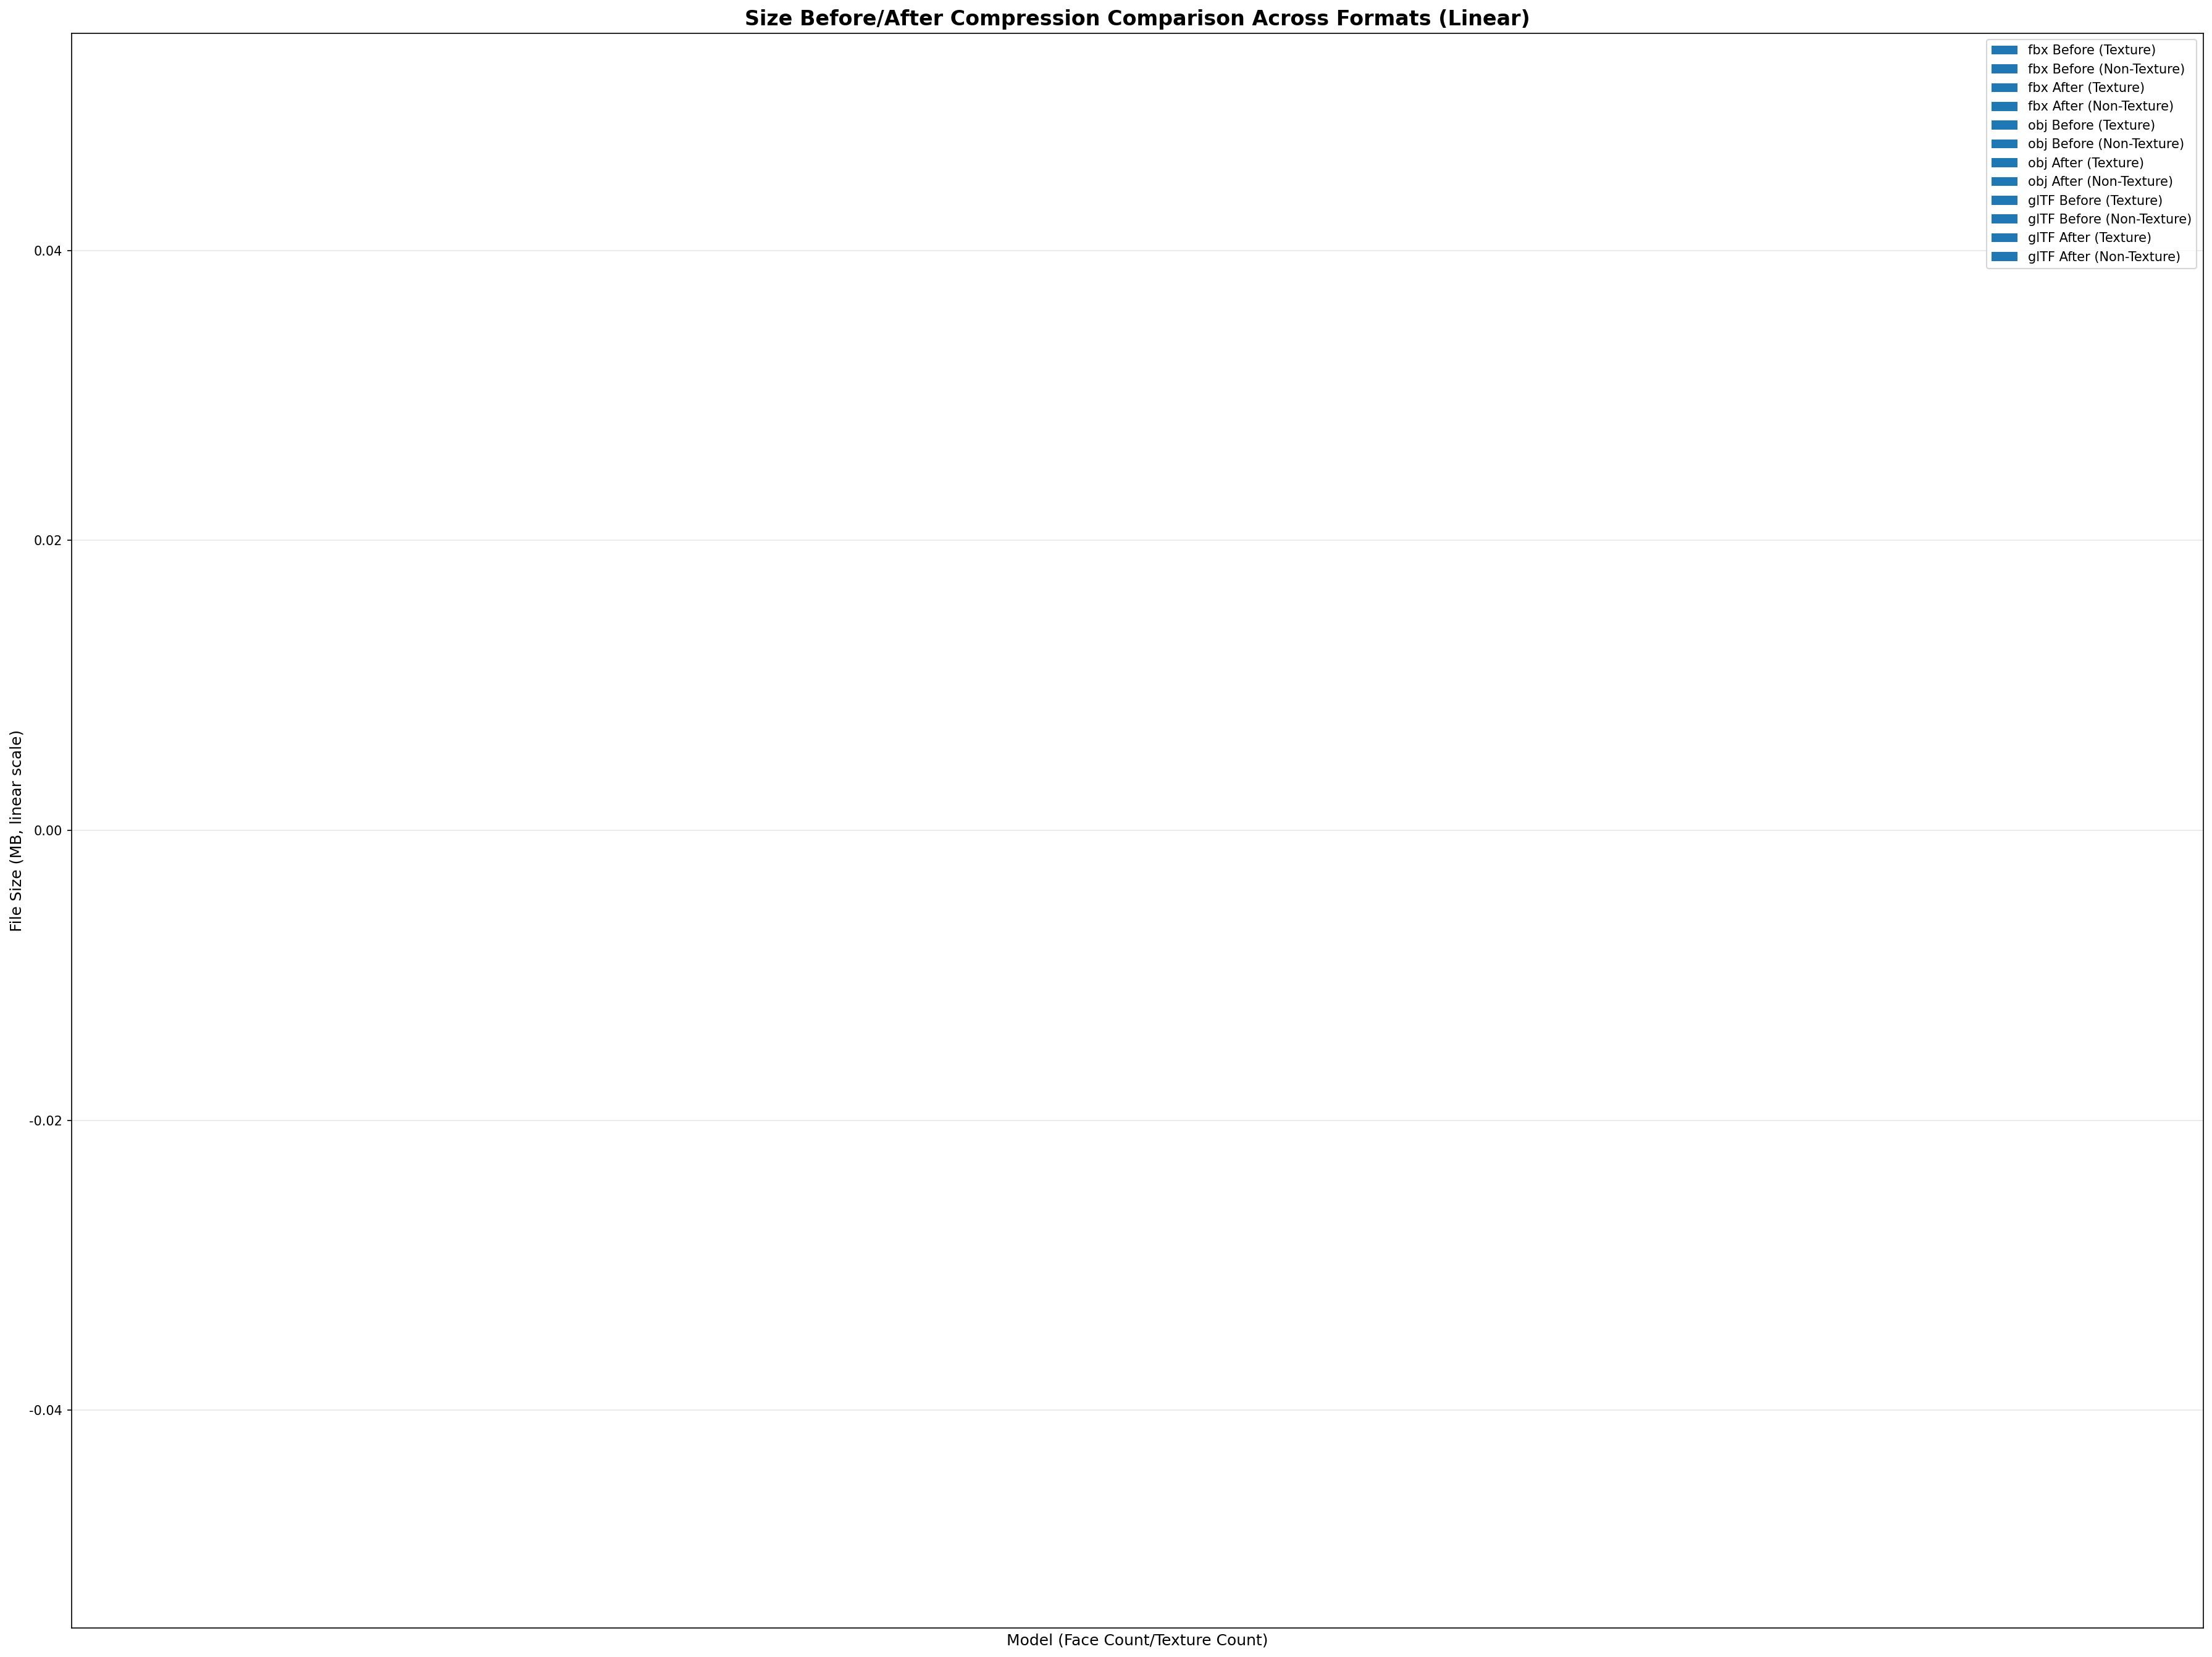 Size Before/After Compression Comparison Across Formats (Linear)
fbx Before (Texture)
fbx Before (Non-Texture)
fbx After (Texture)
fbx After (Non-Texture)
obj Before (Texture)
obj Before (Non-Texture)
obj After (Texture)
obj After (Non-Texture)
glTF Before (Texture)
glTF Before (Non-Texture)
glTF After (Texture)
glTF After (Non-Texture)
File Size (MB, linear scale)
0.04
0.02
0.00
-0.02
-0.04
Model (Face Count/Texture Count)